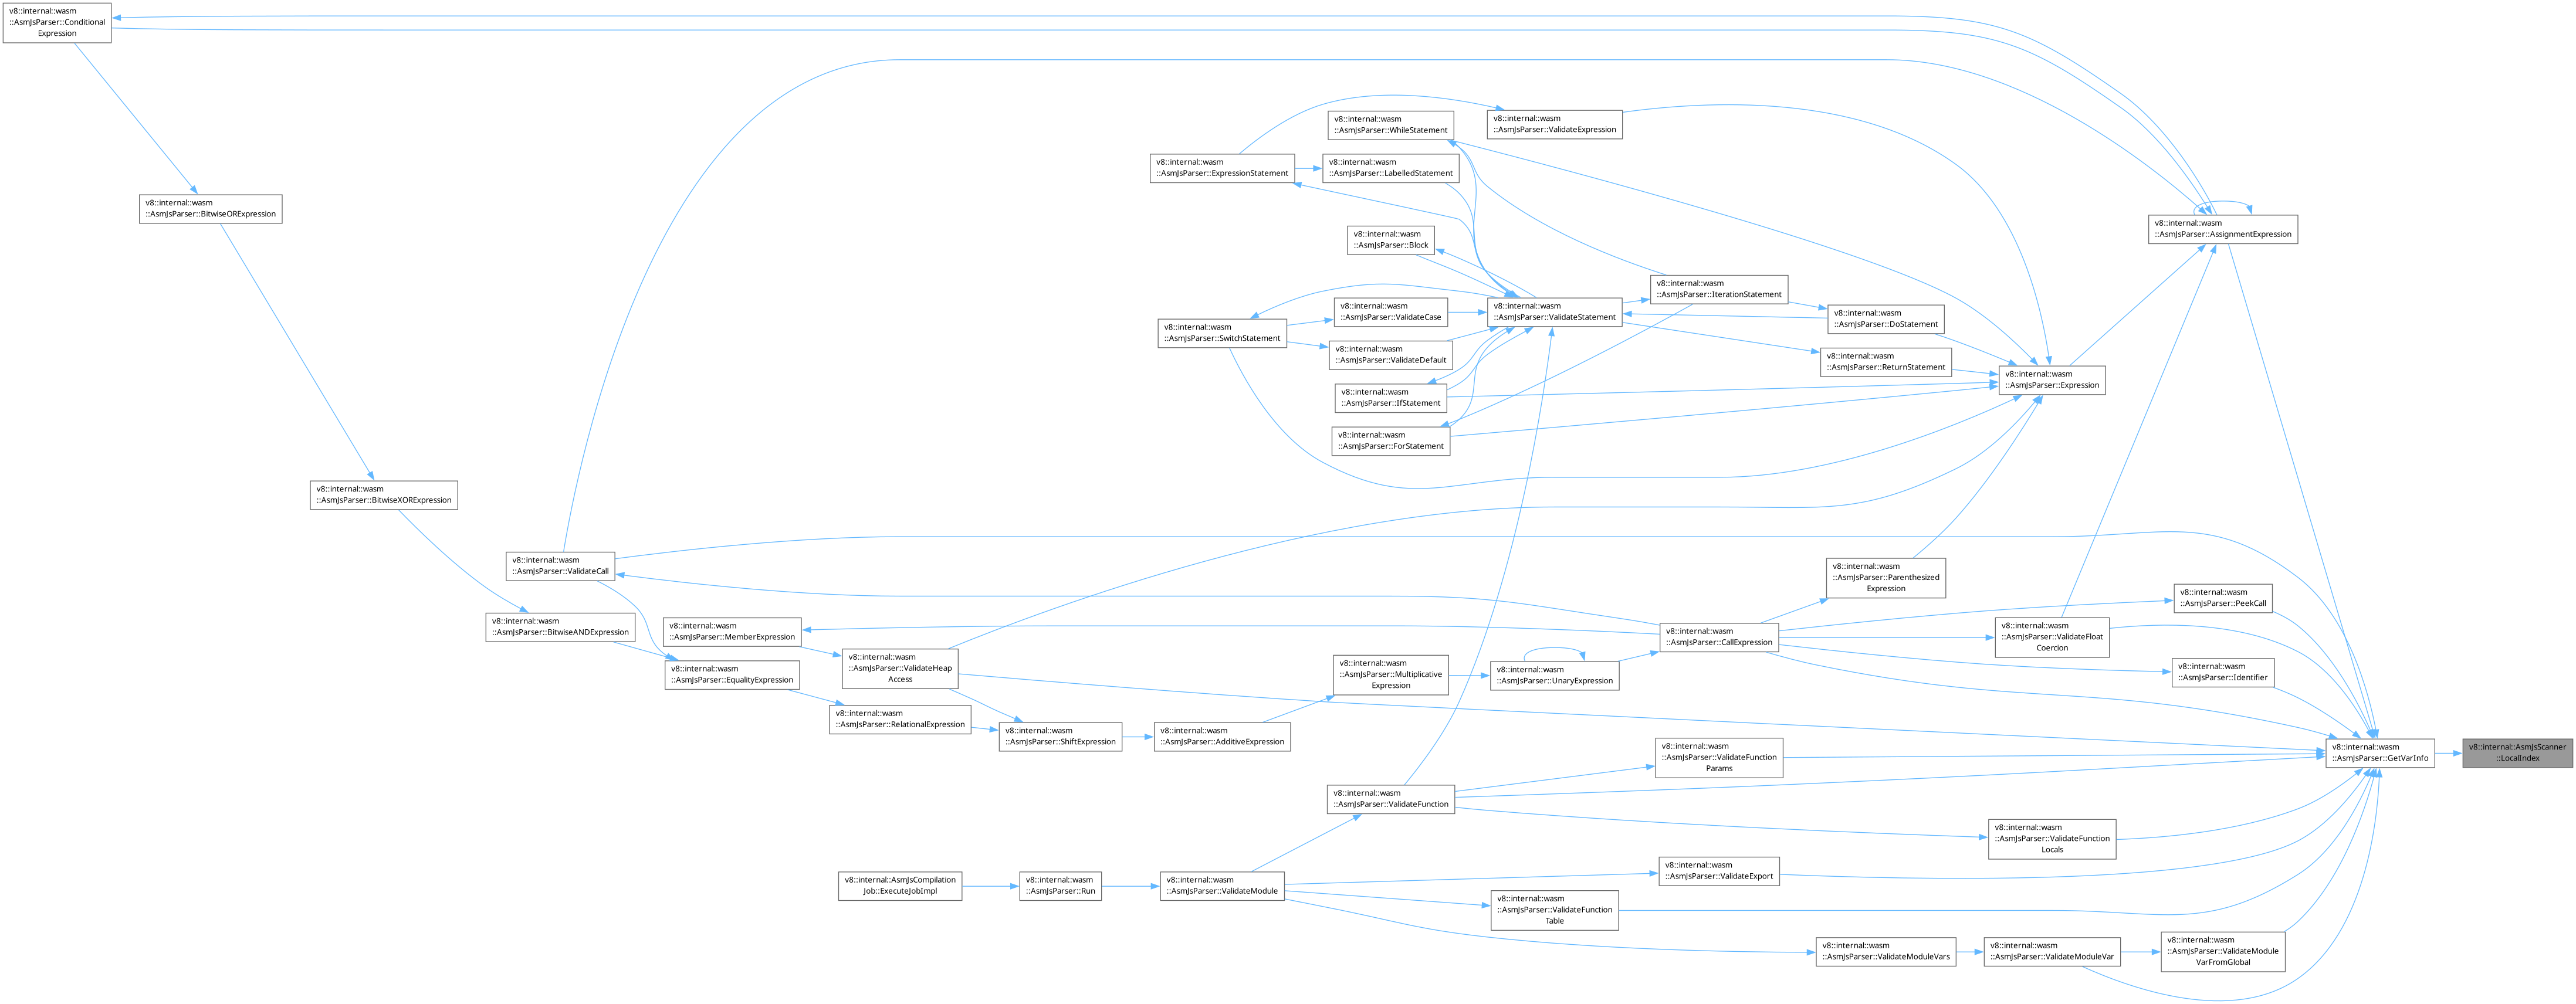 v8::internal::wasm
::AsmJsParser::Conditional
Expression
v8::internal::wasm
::AsmJsParser::ValidateExpression
v8::internal::wasm
::AsmJsParser::WhileStatement
v8::internal::wasm
::AsmJsParser::ExpressionStatement
v8::internal::wasm
::AsmJsParser::LabelledStatement
v8::internal::wasm
::AsmJsParser::BitwiseORExpression
v8::internal::wasm
::AsmJsParser::AssignmentExpression
v8::internal::wasm
::AsmJsParser::Block
v8::internal::wasm
::AsmJsParser::IterationStatement
v8::internal::wasm
::AsmJsParser::ValidateCase
v8::internal::wasm
::AsmJsParser::ValidateStatement
v8::internal::wasm
::AsmJsParser::DoStatement
v8::internal::wasm
::AsmJsParser::SwitchStatement
v8::internal::wasm
::AsmJsParser::ValidateDefault
v8::internal::wasm
::AsmJsParser::ReturnStatement
v8::internal::wasm
::AsmJsParser::Expression
v8::internal::wasm
::AsmJsParser::IfStatement
v8::internal::wasm
::AsmJsParser::ForStatement
v8::internal::wasm
::AsmJsParser::BitwiseXORExpression
v8::internal::wasm
::AsmJsParser::ValidateCall
v8::internal::wasm
::AsmJsParser::Parenthesized
Expression
v8::internal::wasm
::AsmJsParser::PeekCall
v8::internal::wasm
::AsmJsParser::BitwiseANDExpression
v8::internal::wasm
::AsmJsParser::MemberExpression
v8::internal::wasm
::AsmJsParser::CallExpression
v8::internal::wasm
::AsmJsParser::ValidateFloat
Coercion
v8::internal::wasm
::AsmJsParser::EqualityExpression
v8::internal::wasm
::AsmJsParser::ValidateHeap
Access
v8::internal::wasm
::AsmJsParser::Multiplicative
Expression
v8::internal::wasm
::AsmJsParser::UnaryExpression
v8::internal::wasm
::AsmJsParser::Identifier
v8::internal::wasm
::AsmJsParser::RelationalExpression
v8::internal::wasm
::AsmJsParser::ShiftExpression
v8::internal::wasm
::AsmJsParser::AdditiveExpression
v8::internal::wasm
::AsmJsParser::ValidateFunction
Params
v8::internal::wasm
::AsmJsParser::GetVarInfo
v8::internal::AsmJsScanner
::LocalIndex
v8::internal::wasm
::AsmJsParser::ValidateFunction
v8::internal::wasm
::AsmJsParser::ValidateFunction
Locals
v8::internal::AsmJsCompilation
Job::ExecuteJobImpl
v8::internal::wasm
::AsmJsParser::Run
v8::internal::wasm
::AsmJsParser::ValidateModule
v8::internal::wasm
::AsmJsParser::ValidateExport
v8::internal::wasm
::AsmJsParser::ValidateFunction
Table
v8::internal::wasm
::AsmJsParser::ValidateModuleVars
v8::internal::wasm
::AsmJsParser::ValidateModuleVar
v8::internal::wasm
::AsmJsParser::ValidateModule
VarFromGlobal